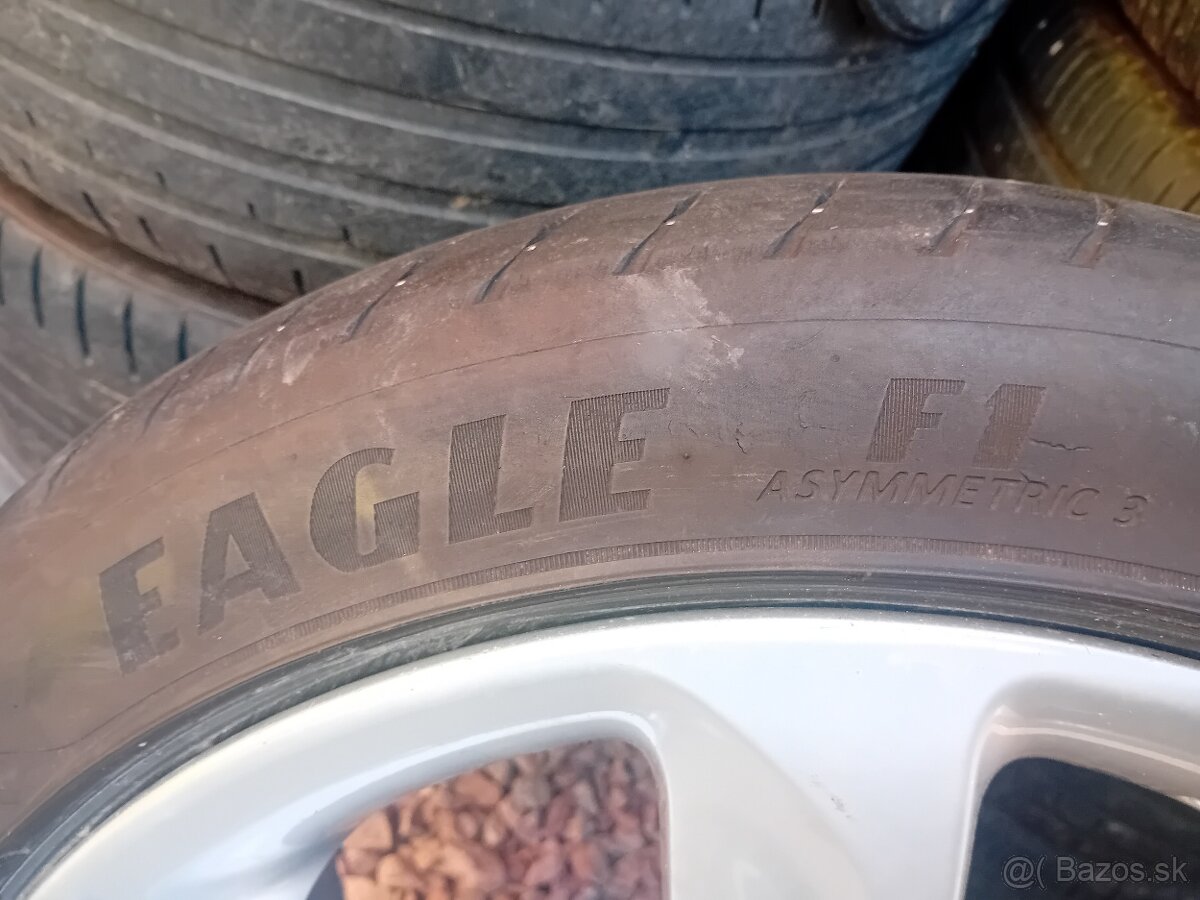 EAGLE F1
ASYMMETRIC 3
@( Bazos.sk